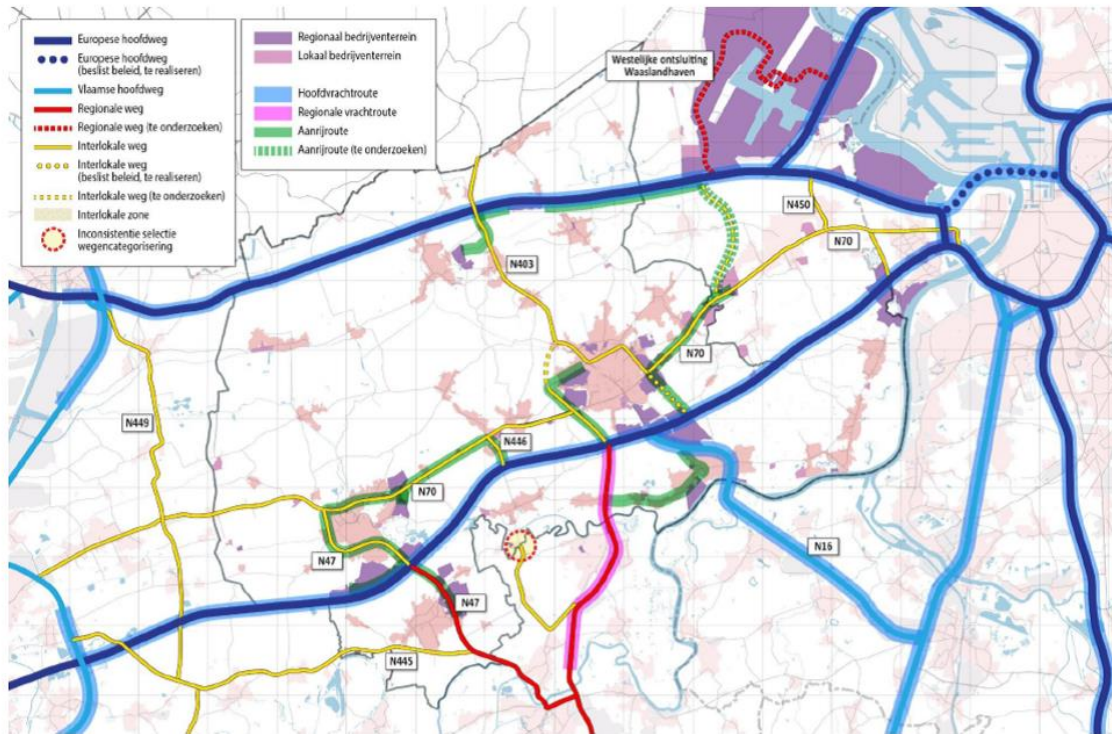 Europese hoofdweg
Europese hoofdweg
(beslist beleid, te realiseren)
Vlaamse hoofdweg
Regionale weg
Regionale weg (te onderzoeken)
Interlokale weg
Interlokale weg
(beslist beleid, te realiseren)
Interlokale weg (te onderzoeken)
Interlokale zone
Inconsistentie selectie
wegencategorisering
Regionaal bedrijventerrein
Lokaal bedrijventerrein
Hoofdvrachtroute
Regionale vrachtroute
Aanrijroute
Aanrijroute (te onderzoeken)
Westelijke ontsluiting
Waaslandhaven
N450
N70
N403
N70
N449
N446
N70
N47
N16
N47
N445